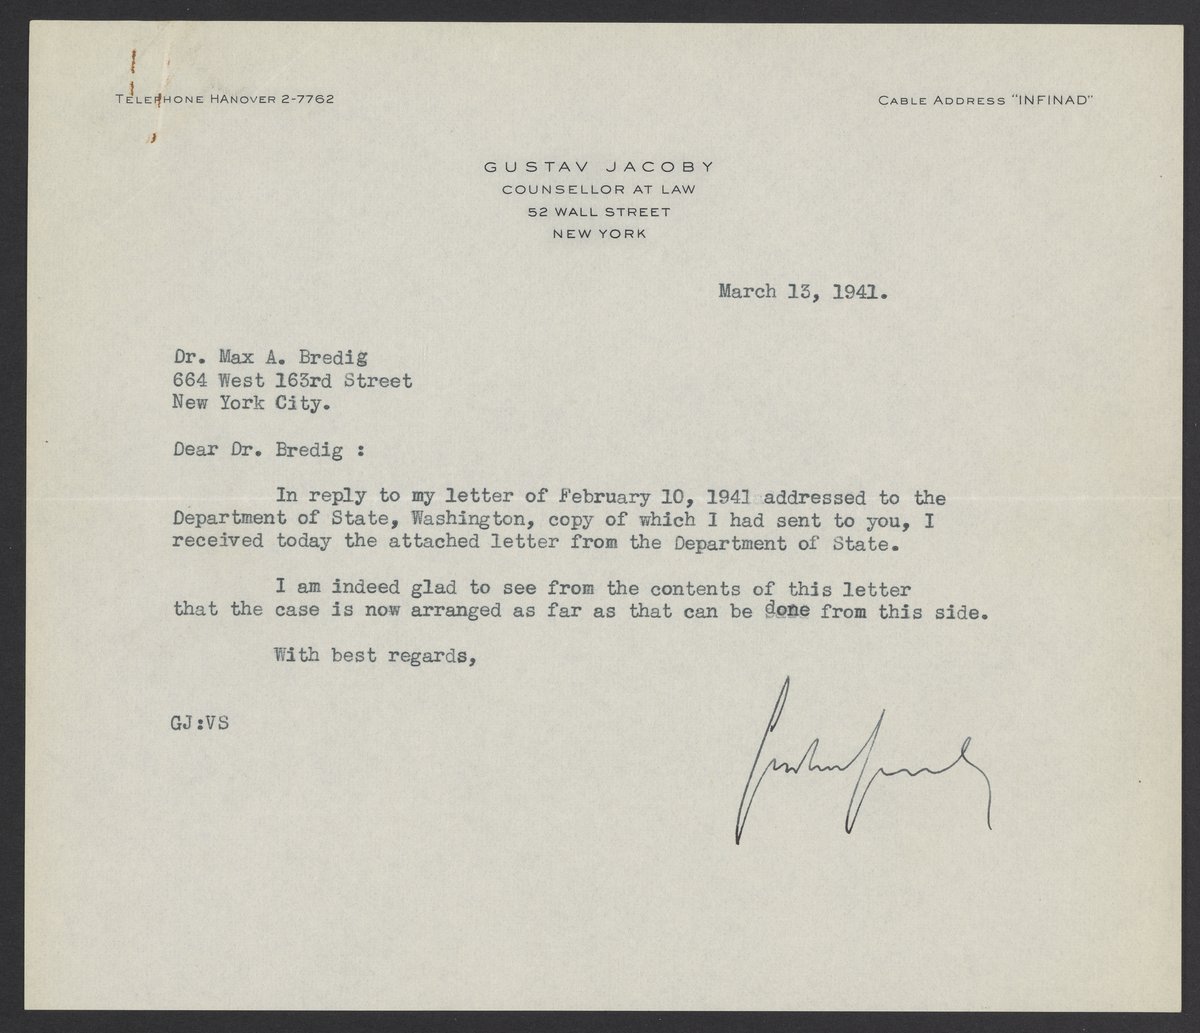 TELEPHONE HANOVER 2-7762
CABLE ADDRESS "INFINAD"
GUSTAV JACOBY
COUNSELLOR AT LAW
52 WALL STREET
NEW YORK
March 13, 1941.
Dr. Max A. Bredig
664 West 163rd Street
New York City.
Dear Dr. Bredig :
In reply to my letter of February 10, 1941 addressed to the
Department of State, Washington, copy of which I had sent to you, I
received today the attached letter from the Department of State.
I am indeed glad to see from the contents of this letter
that the case is now arranged as far as that can be done from this side.
With best regards,
GJ:VS
Gustav Jacoby